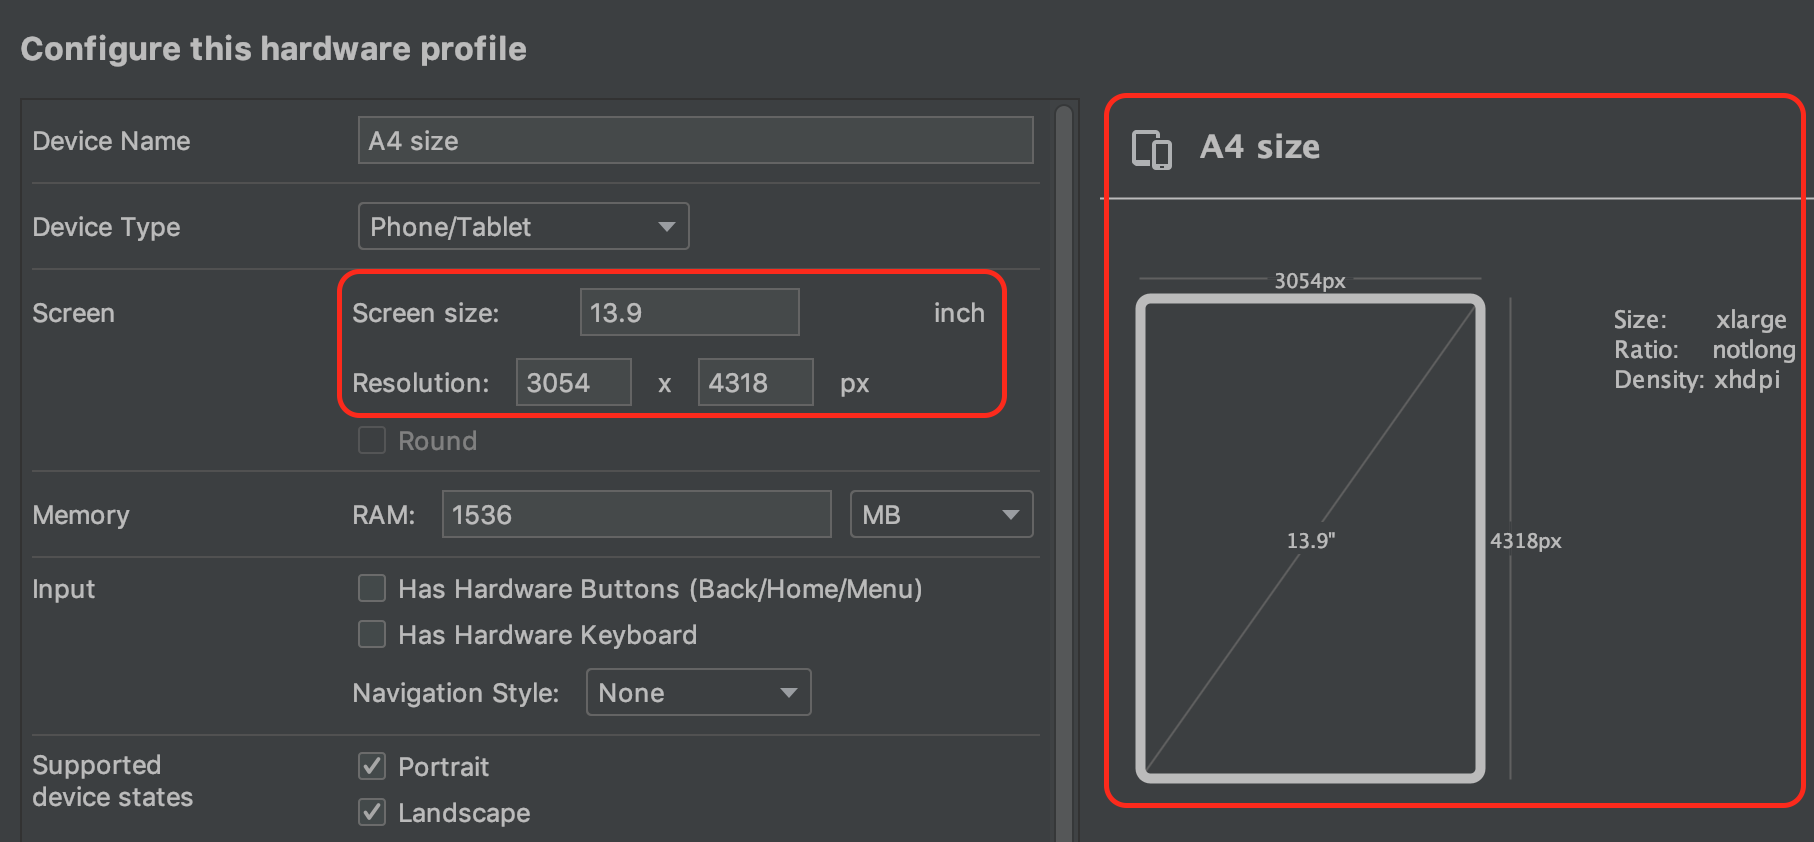 Configure this hardware profile
Device Name
A4 size
Device Type
Phone/Tablet
Screen
Screen size:
13.9
inch
Resolution:
3054
x
4318
px
Round
Memory
RAM:
1536
MB
Input
Has Hardware Buttons (Back/Home/Menu)
Has Hardware Keyboard
Navigation Style:
None
Supported
device states
Portrait
Landscape
A4 size
3054px
13.9"
4318px
Size: xlarge
Ratio: notlong
Density: xhdpi